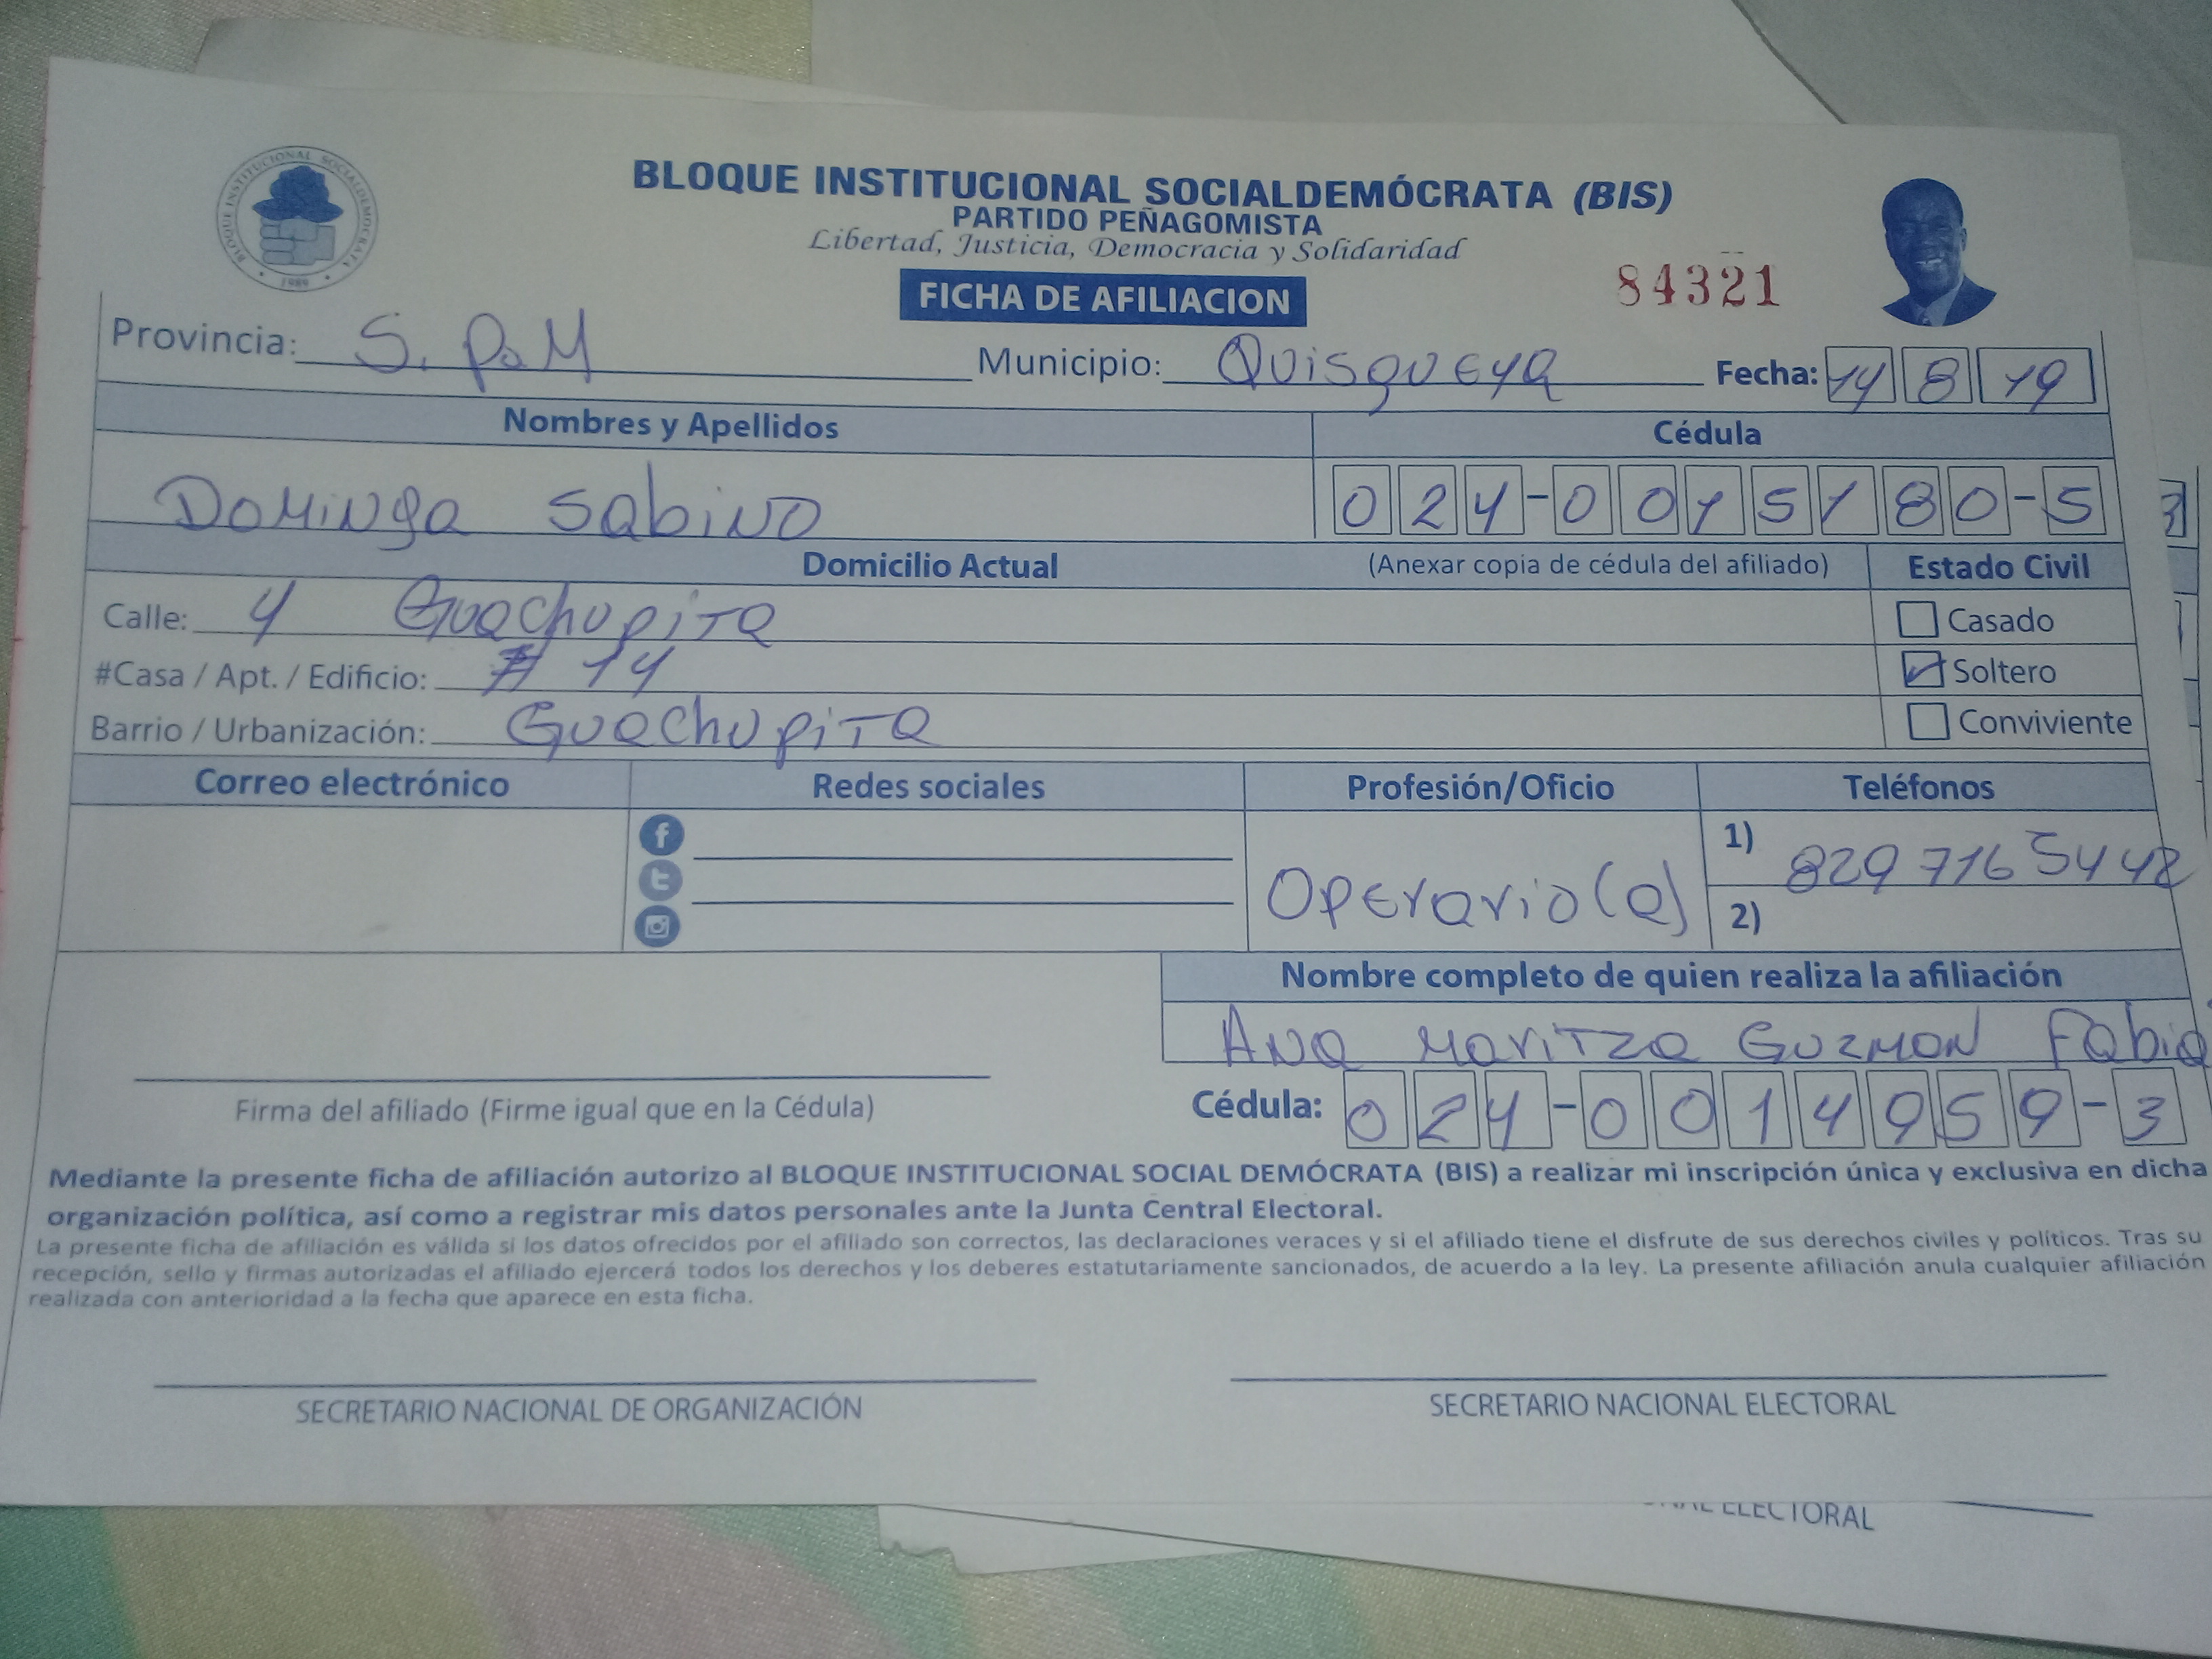 BLOQUE INSTITUCIONAL SOCIALDEMOCRATA
1989
BLOQUE INSTITUCIONAL SOCIALDEMÓCRATA (BIS)
PARTIDO PEÑAGOMISTA
Libertad, Justicia, Democracia y Solidaridad
FICHA DE AFILIACION
84321
Provincia: S. P. M Municipio: Quisqueya Fecha: 14 8 19
Nombres y Apellidos Cédula
Dominga Sabino 024-0015180-5
Domicilio Actual (Anexar copia de cédula del afiliado) Estado Civil
Calle: 4 Guachupita Casado
#Casa / Apt. / Edificio: # 14 Soltero
Barrio / Urbanización: Guachupita Conviviente
Correo electrónico Redes sociales Profesión/Oficio Teléfonos
Operario(a) 1) 829 716 5442
2)
Nombre completo de quien realiza la afiliación
Ana Maritza Guzmon Fabia
Firma del afiliado (Firme igual que en la Cédula) Cédula: 024-0014959-3
Mediante la presente ficha de afiliación autorizo al BLOQUE INSTITUCIONAL SOCIAL DEMÓCRATA (BIS) a realizar mi inscripción única y exclusiva en dicha
organización política, así como a registrar mis datos personales ante la Junta Central Electoral.
La presente ficha de afiliación es válida si los datos ofrecidos por el afiliado son correctos, las declaraciones veraces y si el afiliado tiene el disfrute de sus derechos civiles y políticos. Tras su
recepción, sello y firmas autorizadas el afiliado ejercerá todos los derechos y los deberes estatutariamente sancionados, de acuerdo a la ley. La presente afiliación anula cualquier afiliación
realizada con anterioridad a la fecha que aparece en esta ficha.
SECRETARIO NACIONAL DE ORGANIZACIÓN SECRETARIO NACIONAL ELECTORAL
ELECTORAL